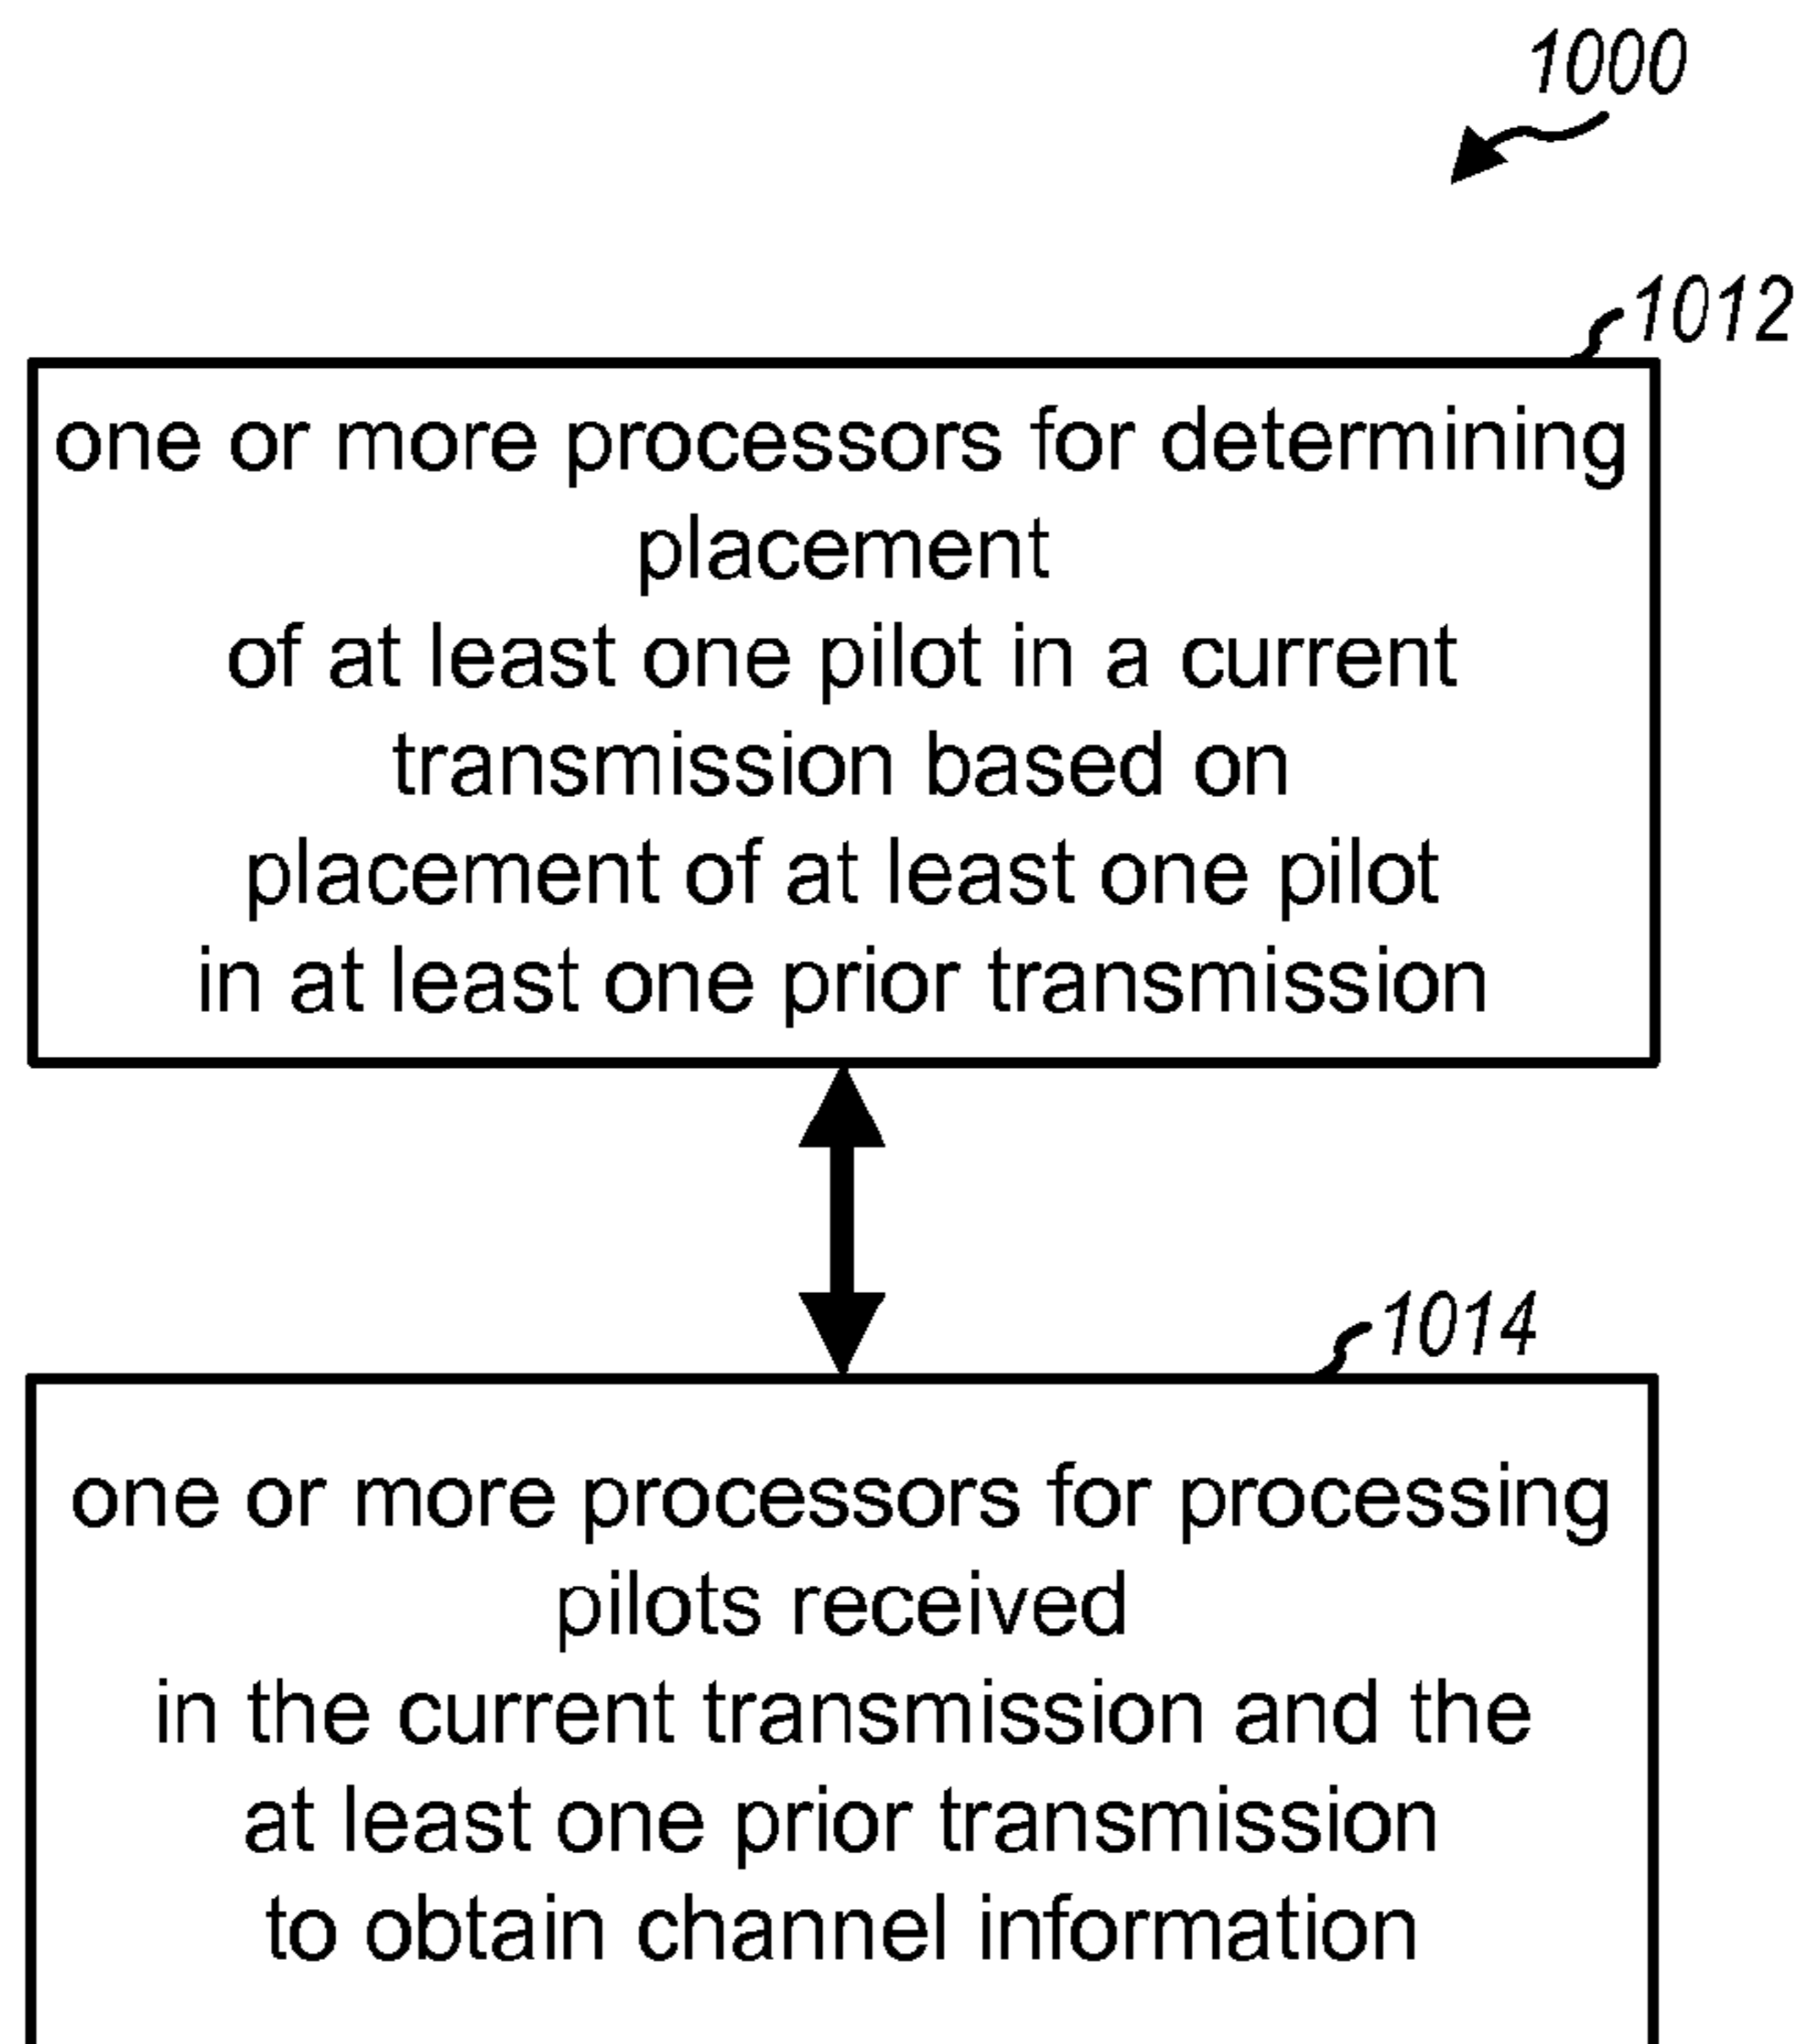 1000
1012
one or more processors for determining
placement
of at least one pilot in a current
transmission based on
placement of at least one pilot
in at least one prior transmission
1014
one or more processors for processing
pilots received
in the current transmission and the
at least one prior transmission
to obtain channel information